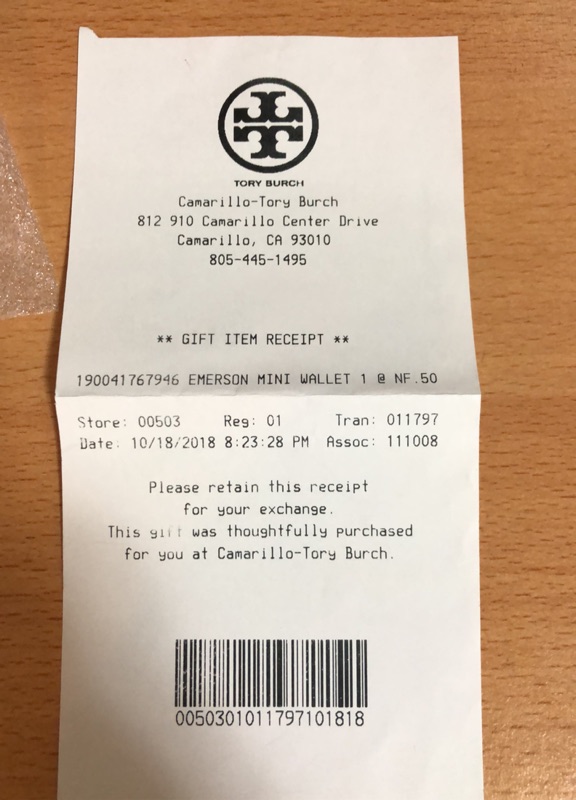 TORY BURCH
Camarillo-Tory Burch
812 910 Camarillo Center Drive
Camarillo, CA 93010
805-445-1495
** GIFT ITEM RECEIPT **
190041767946 EMERSON MINI WALLET 1 @ NF.50
Store: 00503 Reg: 01 Tran: 011797
Date: 10/18/2018 8:23:28 PM Assoc: 111008
Please retain this receipt
for your exchange.
This gift was thoughtfully purchased
for you at Camarillo-Tory Burch.
0050301011797101818